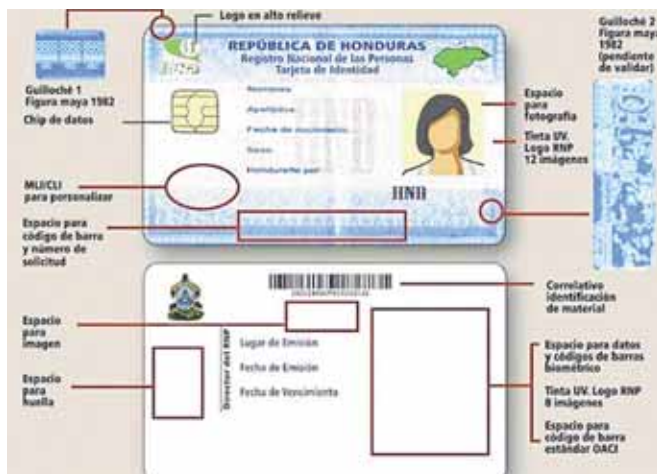 Logo en alto relieve
Guilloché 1
Figura maya 1982
Chip de datos
MLI/CLI
para personalizar
Espacio para
código de barra
y número de
solicitud
REPÚBLICA DE HONDURAS
Registro Nacional de las Personas
Tarjeta de Identidad
Nombres:
Apellidos:
Fecha de nacimiento:
Sexo:
Hondureño por:
HNB
Guilloché 2
Figura maya
1982
(pendiente
de validar)
Espacio
para
fotografía
Tinta UV.
Logo RNP
12 imágenes
Espacio
para
imagen
Espacio
para
huella
Director del RNP
Lugar de Emisión
Fecha de Emisión
Fecha de Vencimiento
Correlativo
identificación
de material
Espacio para datos
y códigos de barras
biométrico
Tinta UV. Logo RNP
8 imágenes
Espacio para
código de barra
estándar OACI